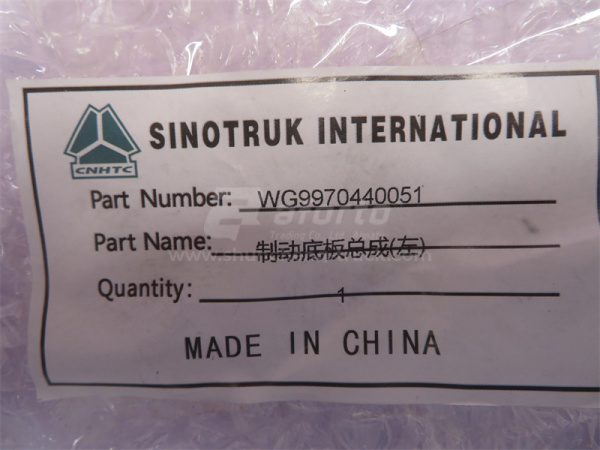 SINOTRUK INTERNATIONAL
CNHTC
Part Number: WG9970440051
Part Name: 制动底板总成(左)
Quantity: 1
MADE IN CHINA